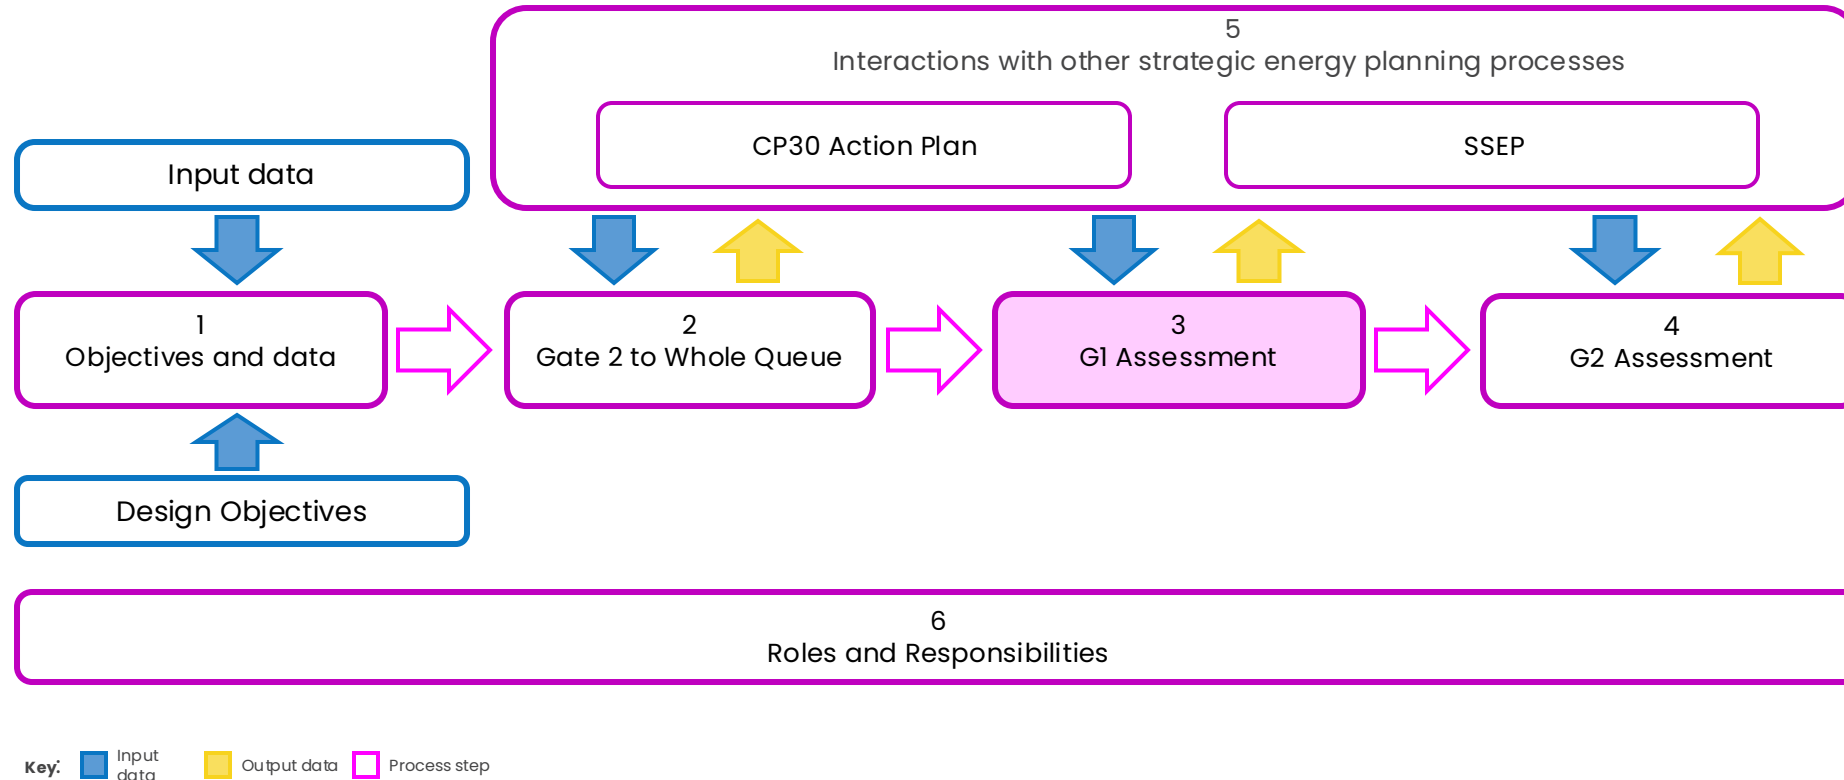 5
Interactions with other strategic energy planning processes
CP30 Action Plan
SSEP
Input data
1
Objectives and data
2
Gate 2 to Whole Queue
3
G1 Assessment
4
G2 Assessment
Design Objectives
6
Roles and Responsibilities
Key:
Input
data
Output data
Process step